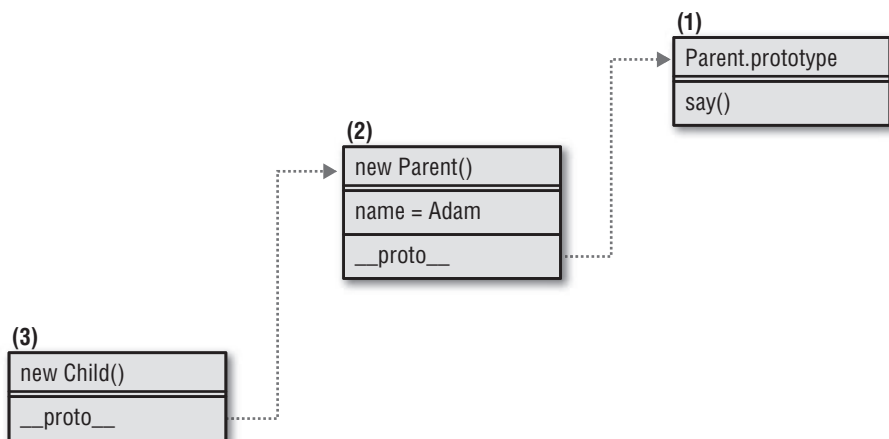 (1)
Parent.prototype
say()
(2)
new Parent()
name = Adam
__proto__
(3)
new Child()
__proto__